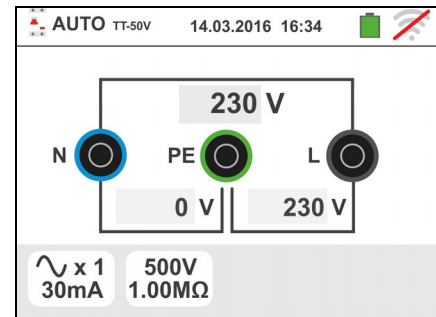 AUTO TT-50V 14.03.2016 16:34
230 V
N PE L
0 V 230 V
∿ x 1 500V
30mA 1.00MΩ